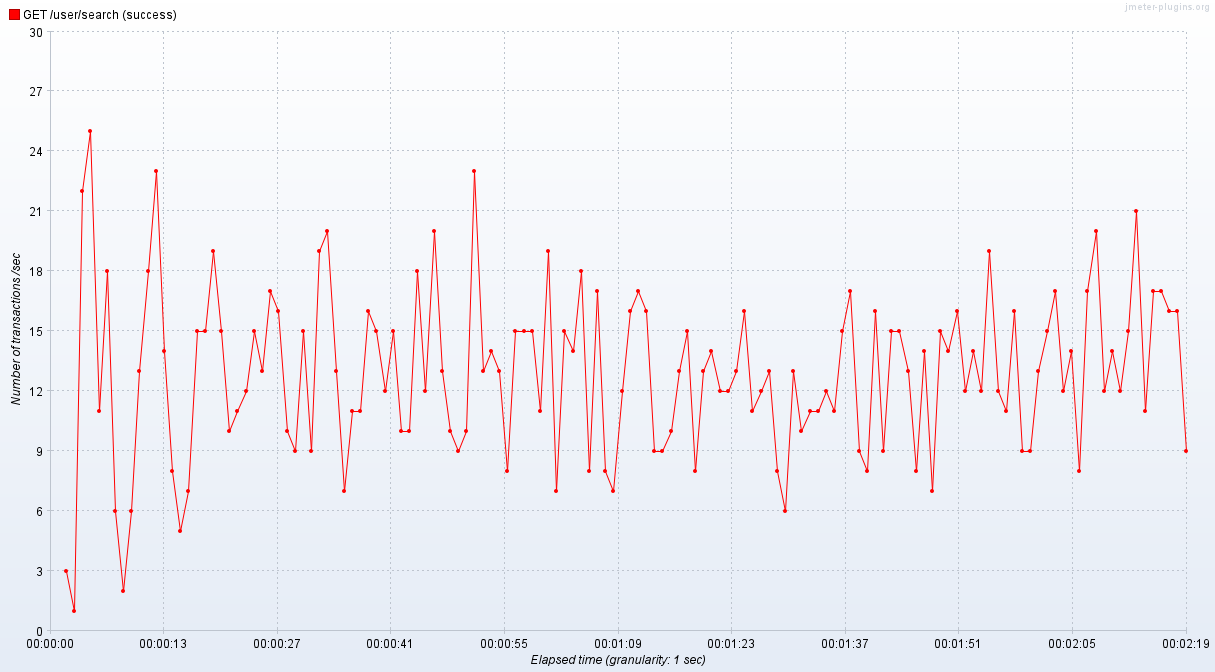 jmeter-plugins.org
GET /user/search (success)
30
27
24
21
18
15
12
9
6
3
0
Number of transactions /sec
00:00:00 00:00:13 00:00:27 00:00:41 00:00:55 00:01:09 00:01:23 00:01:37 00:01:51 00:02:05 00:02:19
Elapsed time (granularity: 1 sec)